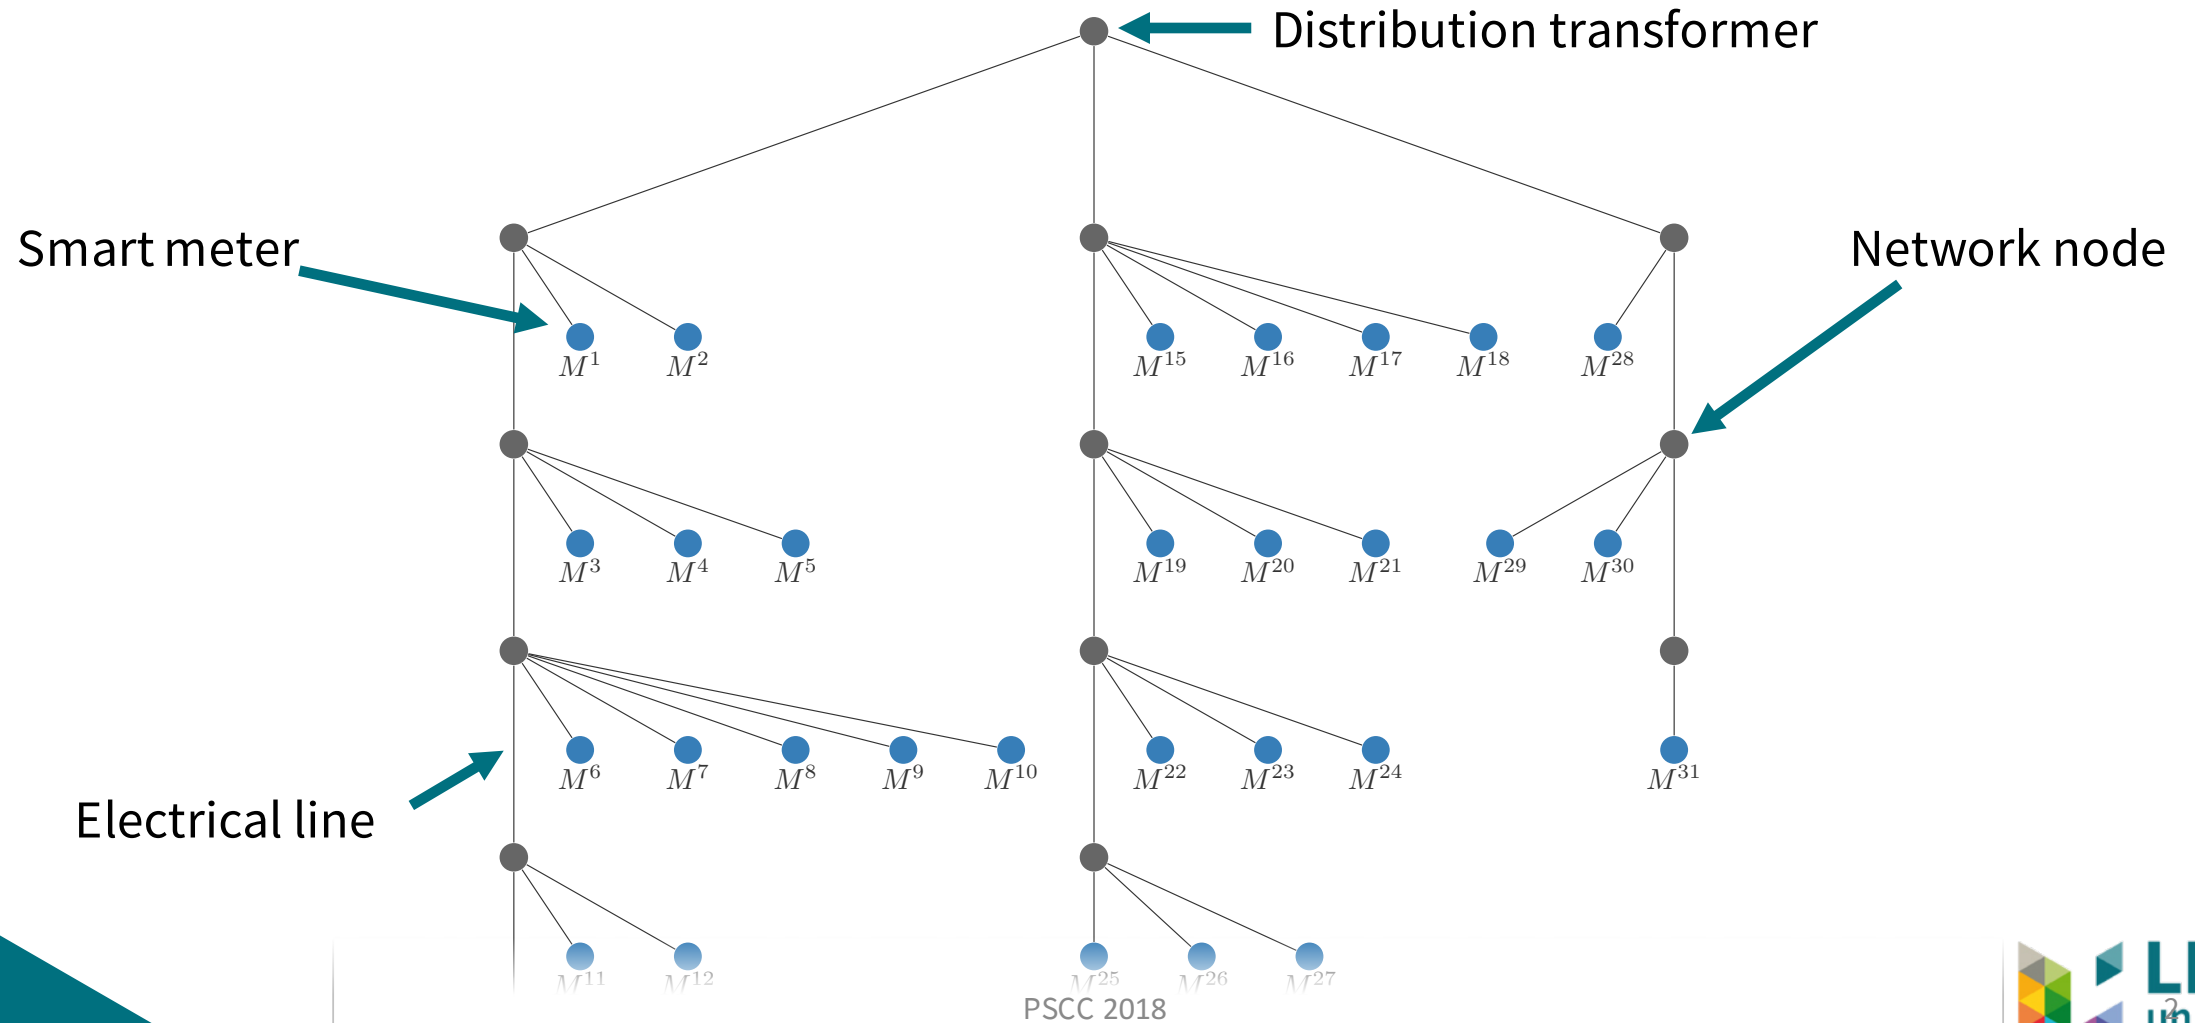 Distribution transformer
Smart meter
Network node
M¹ M² M¹⁵ M¹⁶ M¹⁷ M¹⁸ M²⁸
M³ M⁴ M⁵ M¹⁹ M²⁰ M²¹ M²⁹ M³⁰
M⁶ M⁷ M⁸ M⁹ M¹⁰ M²² M²³ M²⁴ M³¹
Electrical line
M¹¹ M¹² M²⁵ M²⁶ M²⁷
PSCC 2018
2